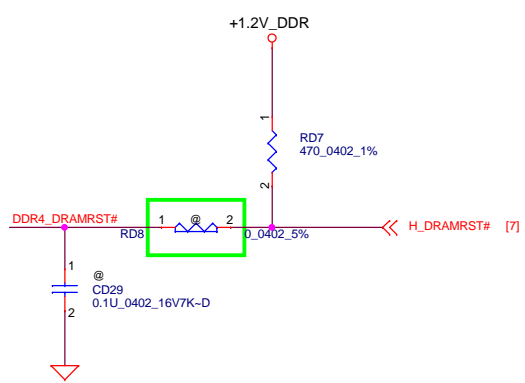 +1.2V_DDR
1
RD7
470_0402_1%
2
DDR4_DRAMRST# 1 @ 2 H_DRAMRST# [7]
RD8 0_0402_5%
1 @
CD29
0.1U_0402_16V7K~D
2